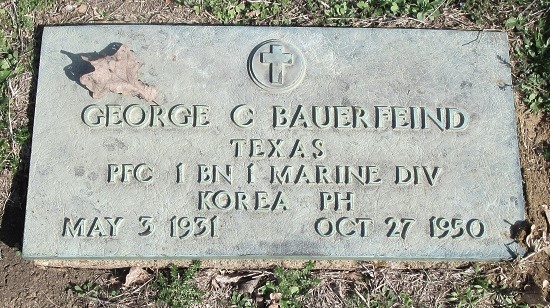 GEORGE C BAUERFEIND
TEXAS
PFC 1 BN 1 MARINE DIV
KOREA PH
MAY 3 1931 OCT 27 1950